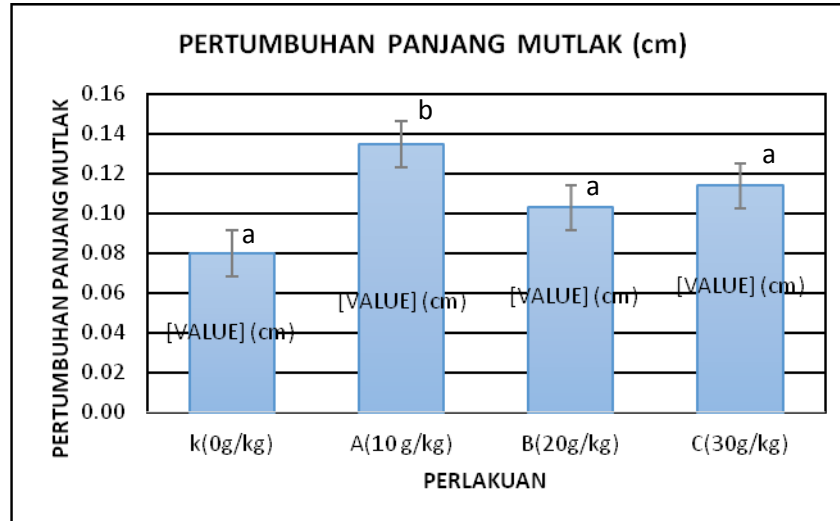 PERTUMBUHAN PANJANG MUTLAK (cm)
PERTUMBUHAN PANJANG MUTLAK
0.16
0.14
0.12
0.10
0.08
0.06
0.04
0.02
0.00
a
b
a
a
[VALUE] (cm)
[VALUE] (cm)
[VALUE] (cm)
[VALUE] (cm)
k(0g/kg)
A(10 g/kg)
B(20g/kg)
C(30g/kg)
PERLAKUAN